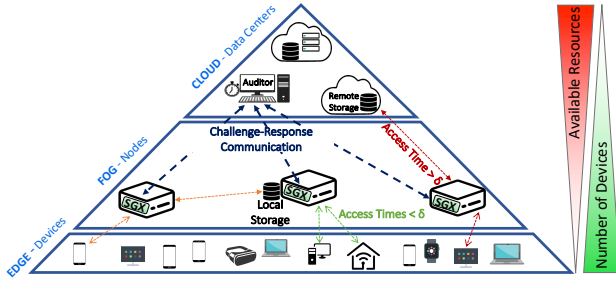 CLOUD - Data Centers
Auditor
Remote
Storage
Available Resources
Challenge-Response
Communication
Access Time > δ
FOG - Nodes
SGX
SGX
SGX
Local
Storage
Access Times < δ
Number of Devices
EDGE – Devices